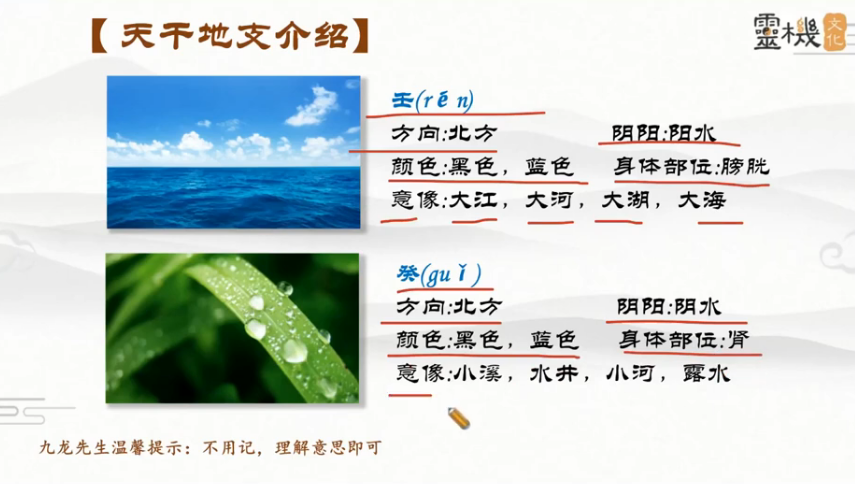 【天干地支介绍】
靈機
文化
壬(rén)
方向:北方 阴阳:阳水
颜色:黑色，蓝色 身体部位:膀胱
意像:大江，大河，大湖，大海
癸(guǐ)
方向:北方 阴阳:阴水
颜色:黑色，蓝色 身体部位:肾
意像:小溪，水井，小河，露水
九龙先生温馨提示：不用记，理解意思即可